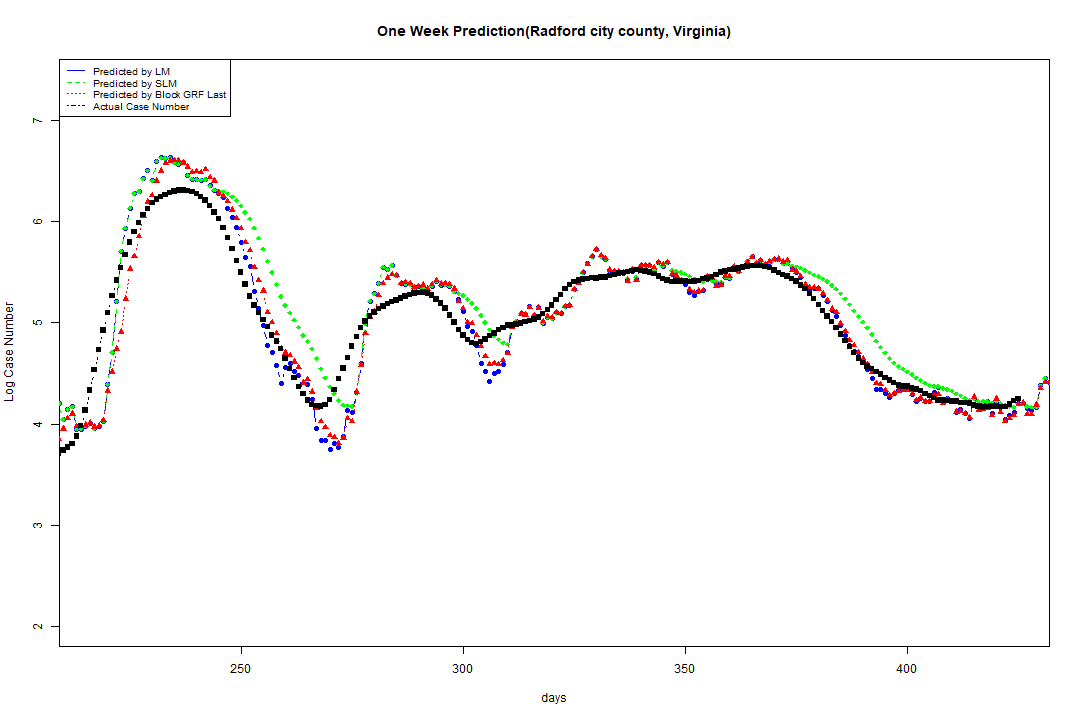 One Week Prediction(Radford city county, Virginia)
Predicted by LM
Predicted by SLM
Predicted by Block GRF Last
Actual Case Number
Log Case Number
7
6
5
4
3
2
250 300 350 400
days